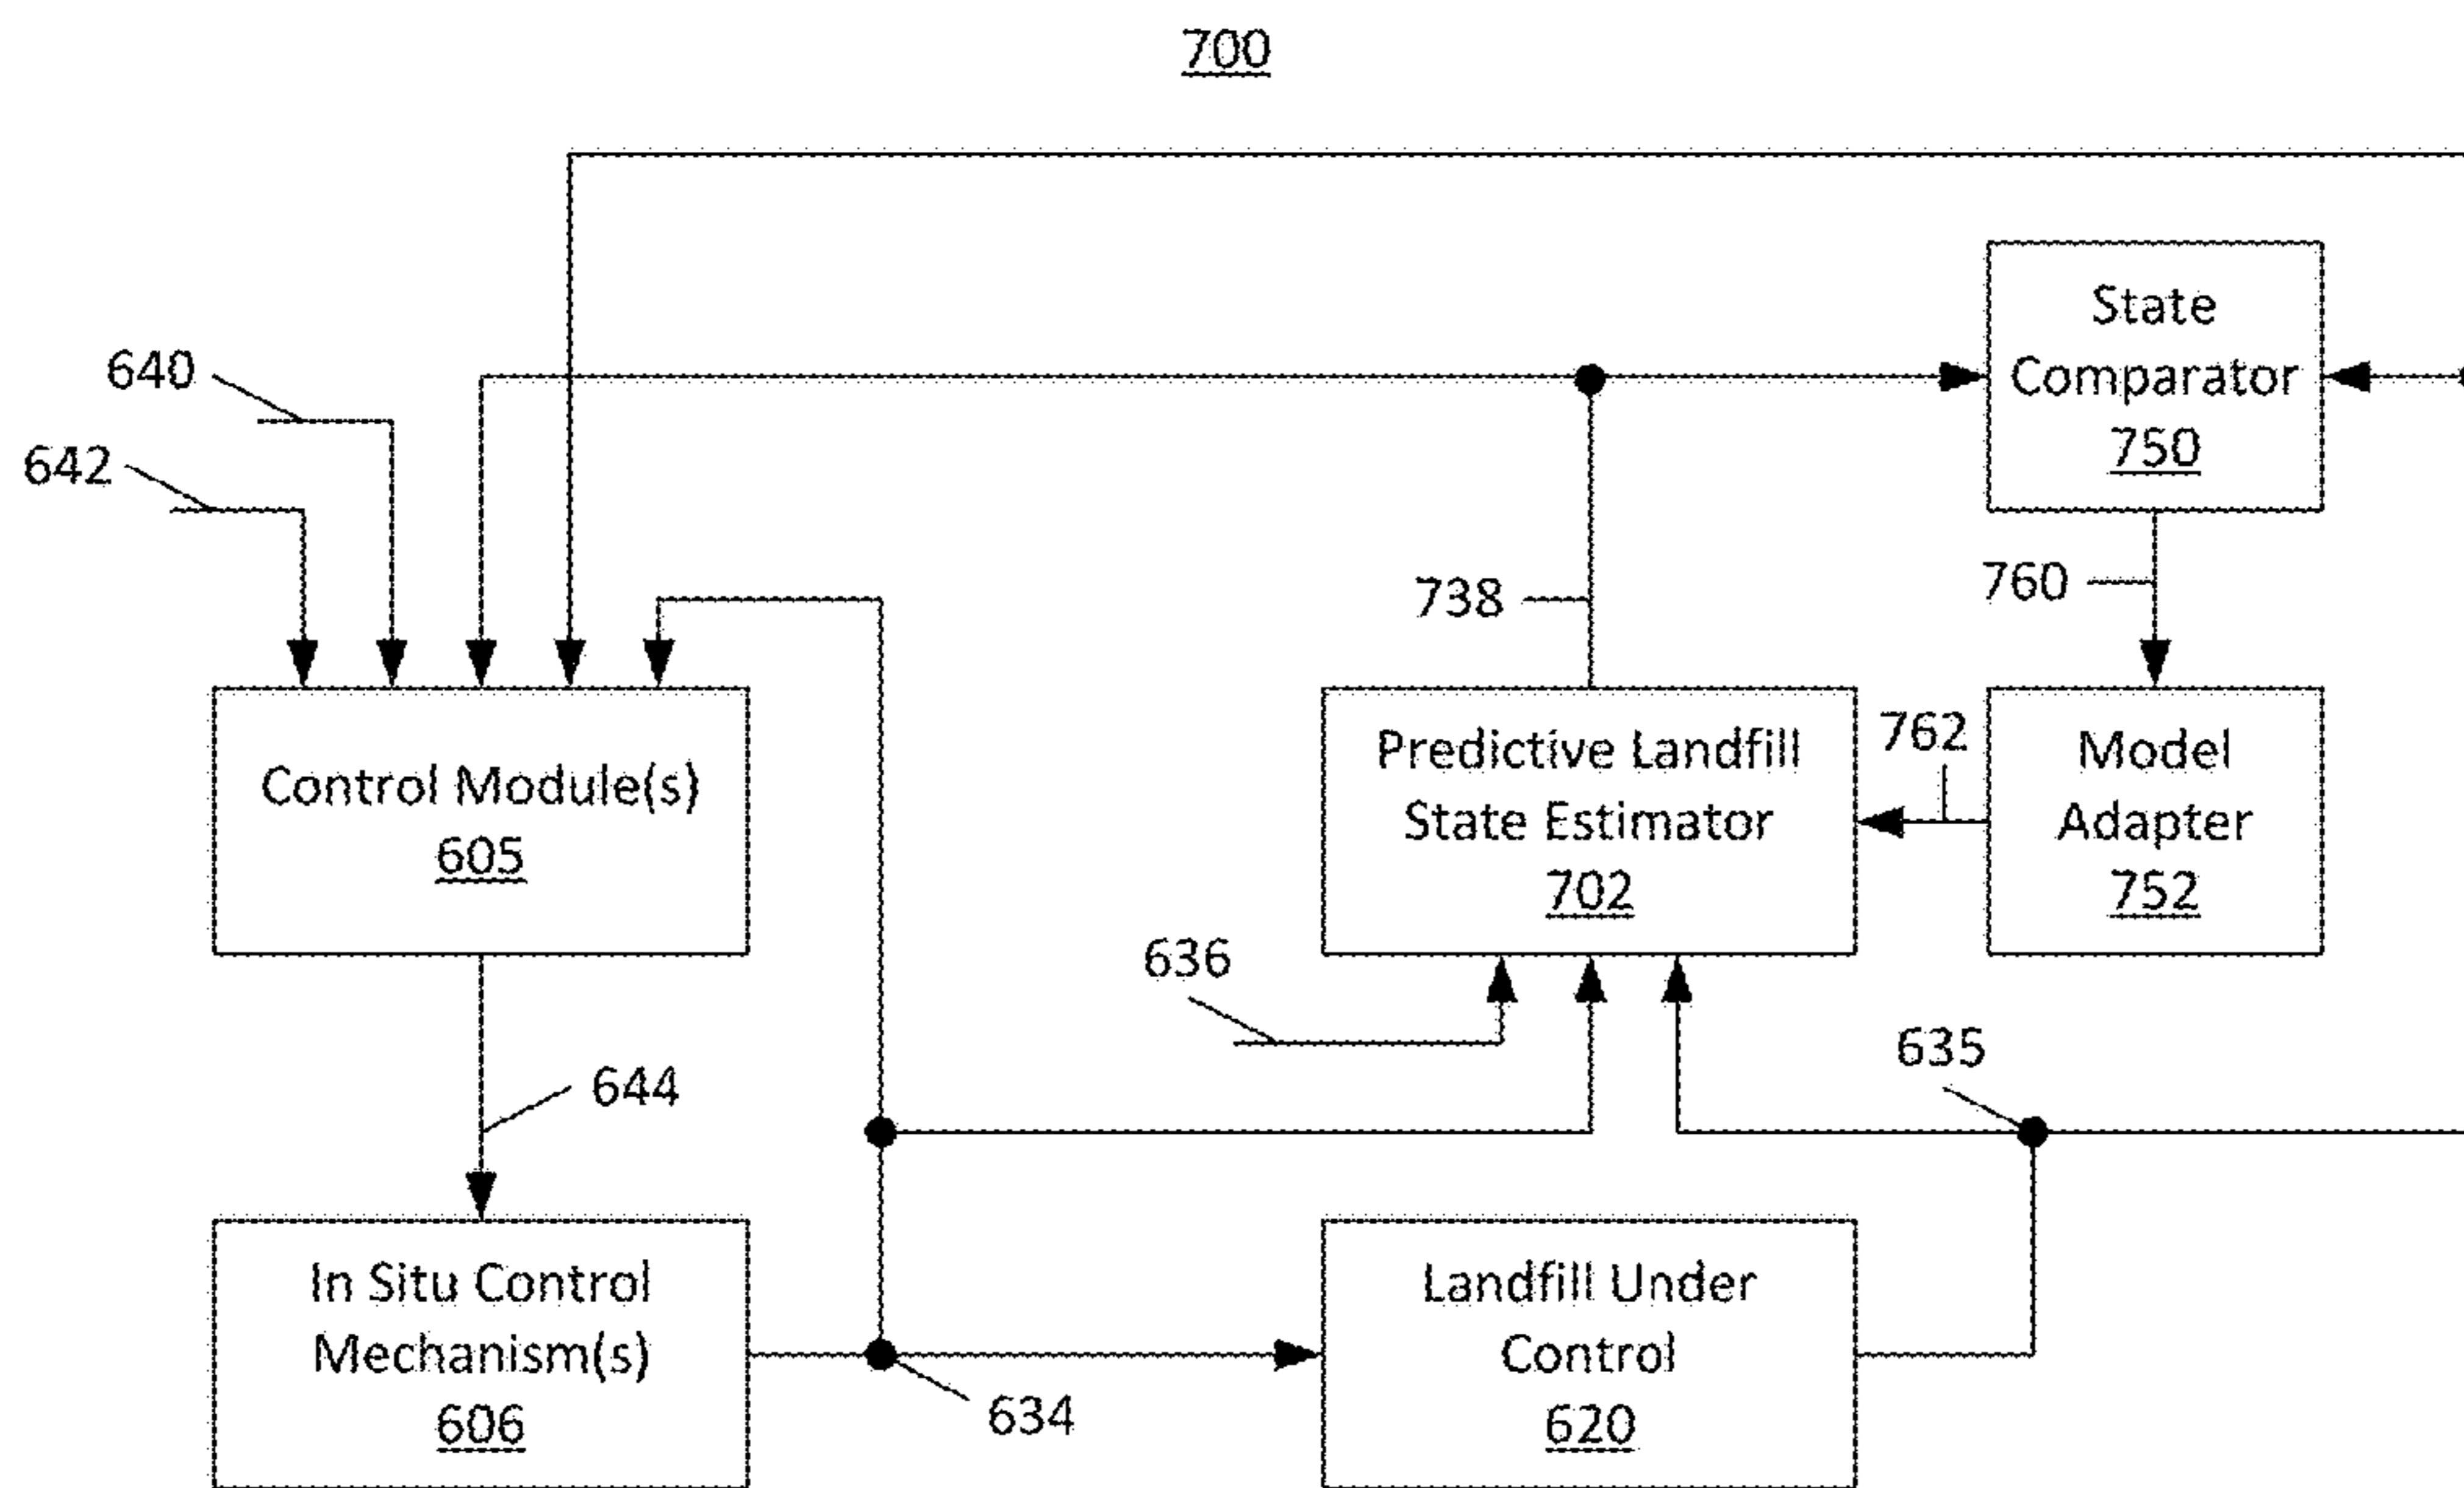 700
State
Comparator
750
640
642
738
760
Control Module(s)
605
Predictive Landfill
State Estimator
702
762
Model
Adapter
752
636
635
644
In Situ Control
Mechanism(s)
606
634
Landfill Under
Control
620